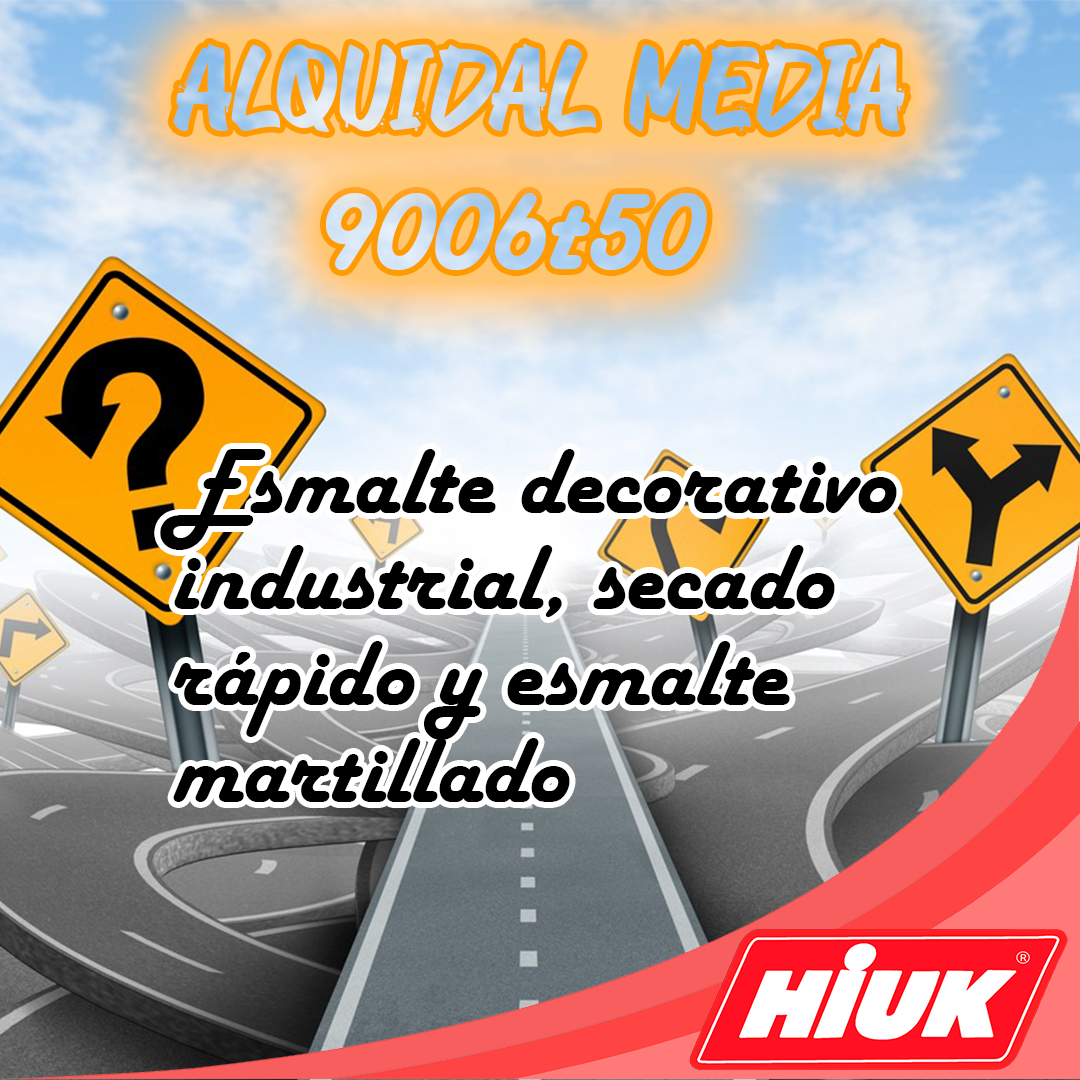 ALQUIDAL MEDIA
9006t50
Esmalte decorativo
industrial, secado
rápido y esmalte
martillado
HiUK ®